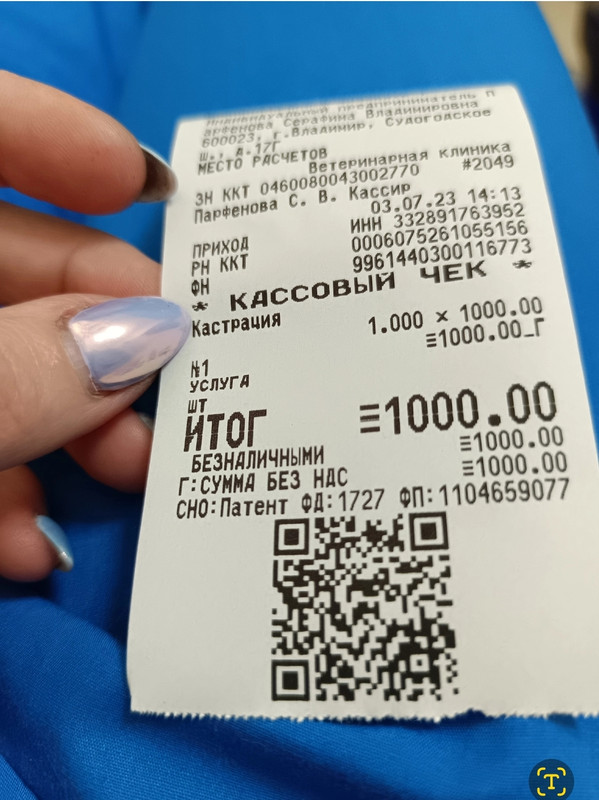 Индивидуальный предприниматель П
арфенова Серафима Владимировна
600023, г.Владимир, Судогодское
ш., д.17Г
МЕСТО РАСЧЕТОВ
Ветеринарная клиника
ЗН ККТ 0460080043002770 #2049
Парфенова С. В. Кассир
03.07.23 14:13
ПРИХОД ИНН 332891763952
РН ККТ 0006075261055156
ФН 9961440300116773
* КАССОВЫЙ ЧЕК *
Кастрация
1.000 × 1000.00
≡1000.00_Г
№1
УСЛУГА
ШТ
ИТОГ ≡1000.00
БЕЗНАЛИЧНЫМИ ≡1000.00
Г:СУММА БЕЗ НДС ≡1000.00
СНО:Патент ФД:1727 ФП:1104659077